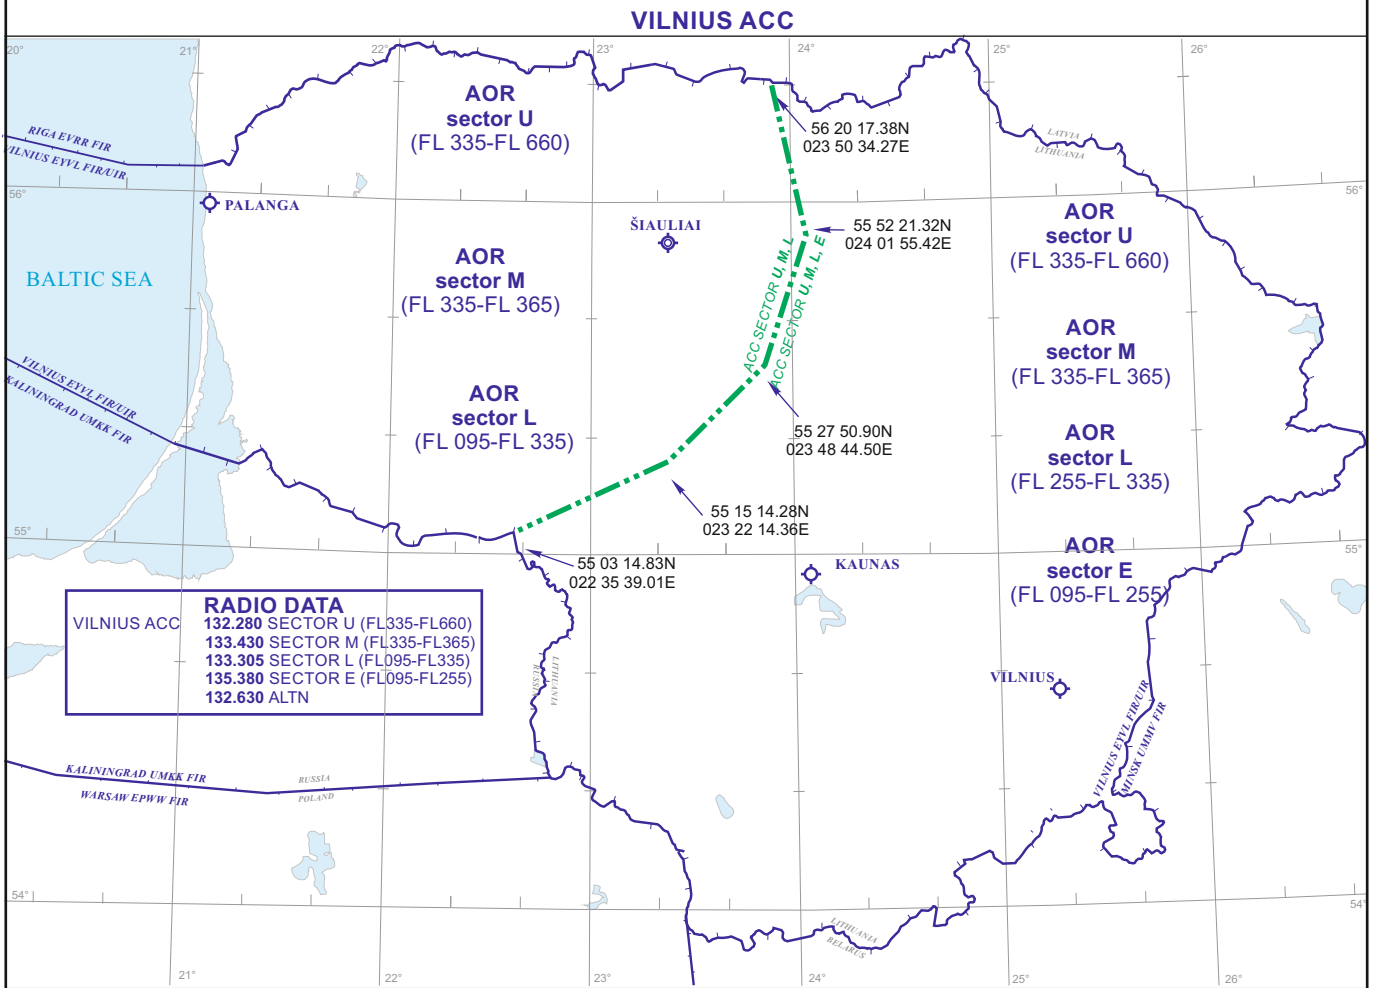 VILNIUS ACC
20°
21°
22°
23°
24°
25°
26°
AOR
sector U
(FL 335-FL 660)
56 20 17.38N
023 50 34.27E
RIGA EVRR FIR
VILNIUS EYVL FIR/UIR
LATVIA
LITHUANIA
56°
56°
PALANGA
ŠIAULIAI
55 52 21.32N
024 01 55.42E
AOR
sector U
(FL 335-FL 660)
BALTIC SEA
AOR
sector M
(FL 335-FL 365)
ACC SECTOR U, M, L
ACC SECTOR U, M, L, E
AOR
sector M
(FL 335-FL 365)
VILNIUS EYVL FIR/UIR
KALININGRAD UMKK FIR
AOR
sector L
(FL 095-FL 335)
55 27 50.90N
023 48 44.50E
AOR
sector L
(FL 255-FL 335)
55 15 14.28N
023 22 14.36E
55°
55°
55 03 14.83N
022 35 39.01E
KAUNAS
AOR
sector E
(FL 095-FL 255)
RADIO DATA
VILNIUS ACC 132.280 SECTOR U (FL335-FL660)
133.430 SECTOR M (FL335-FL365)
133.305 SECTOR L (FL095-FL335)
135.380 SECTOR E (FL095-FL255)
132.630 ALTN
LITHUANIA
RUSSIA
VILNIUS
VILNIUS EYVL FIR/UIR
MINSK UMMV FIR
KALININGRAD UMKK FIR
WARSAW EPWW FIR
RUSSIA
POLAND
54°
54°
LITHUANIA
BELARUS
21°
22°
23°
24°
25°
26°